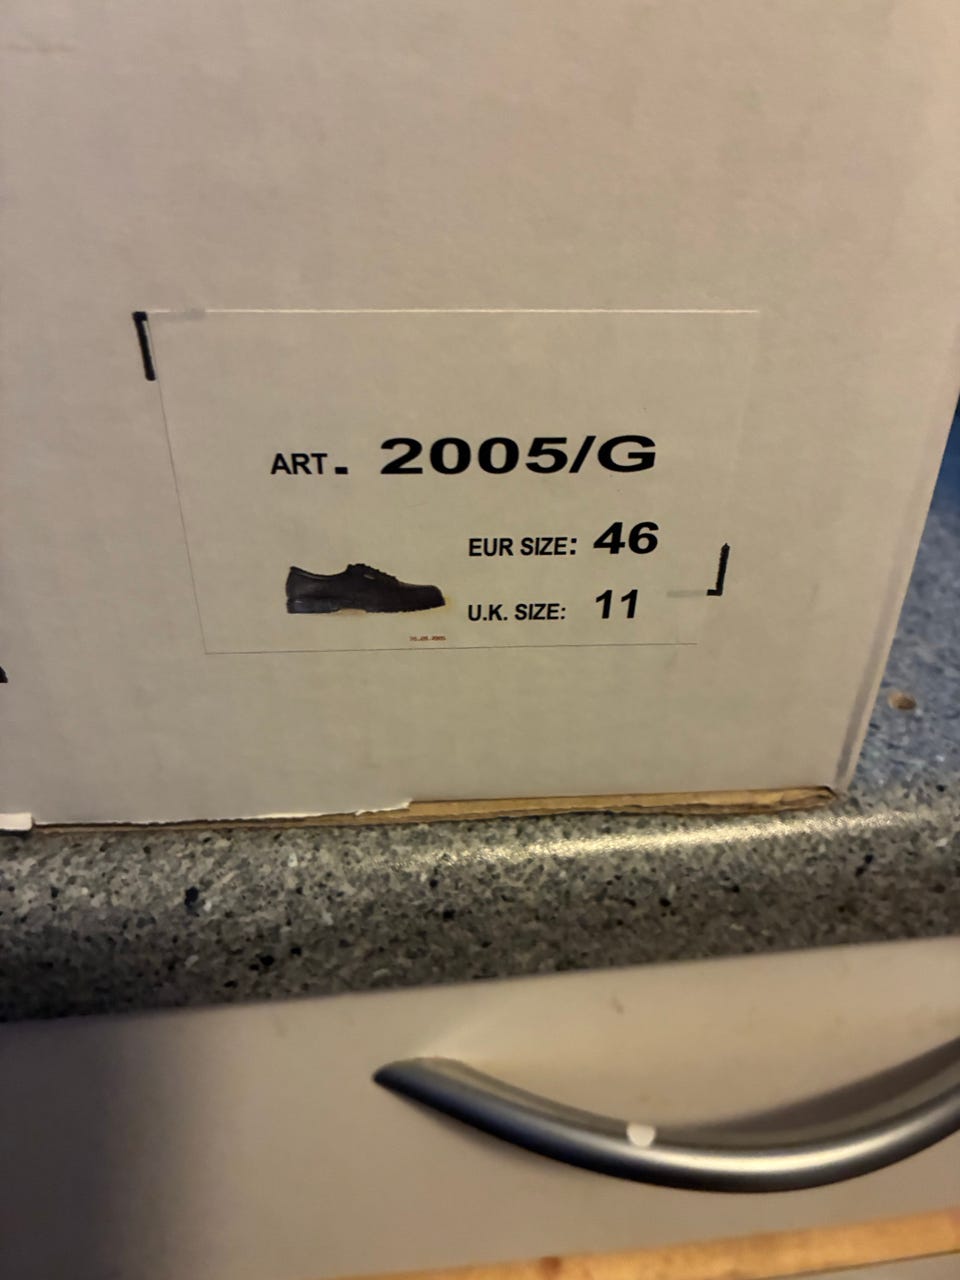 ART. 2005/G
EUR SIZE: 46
U.K. SIZE: 11